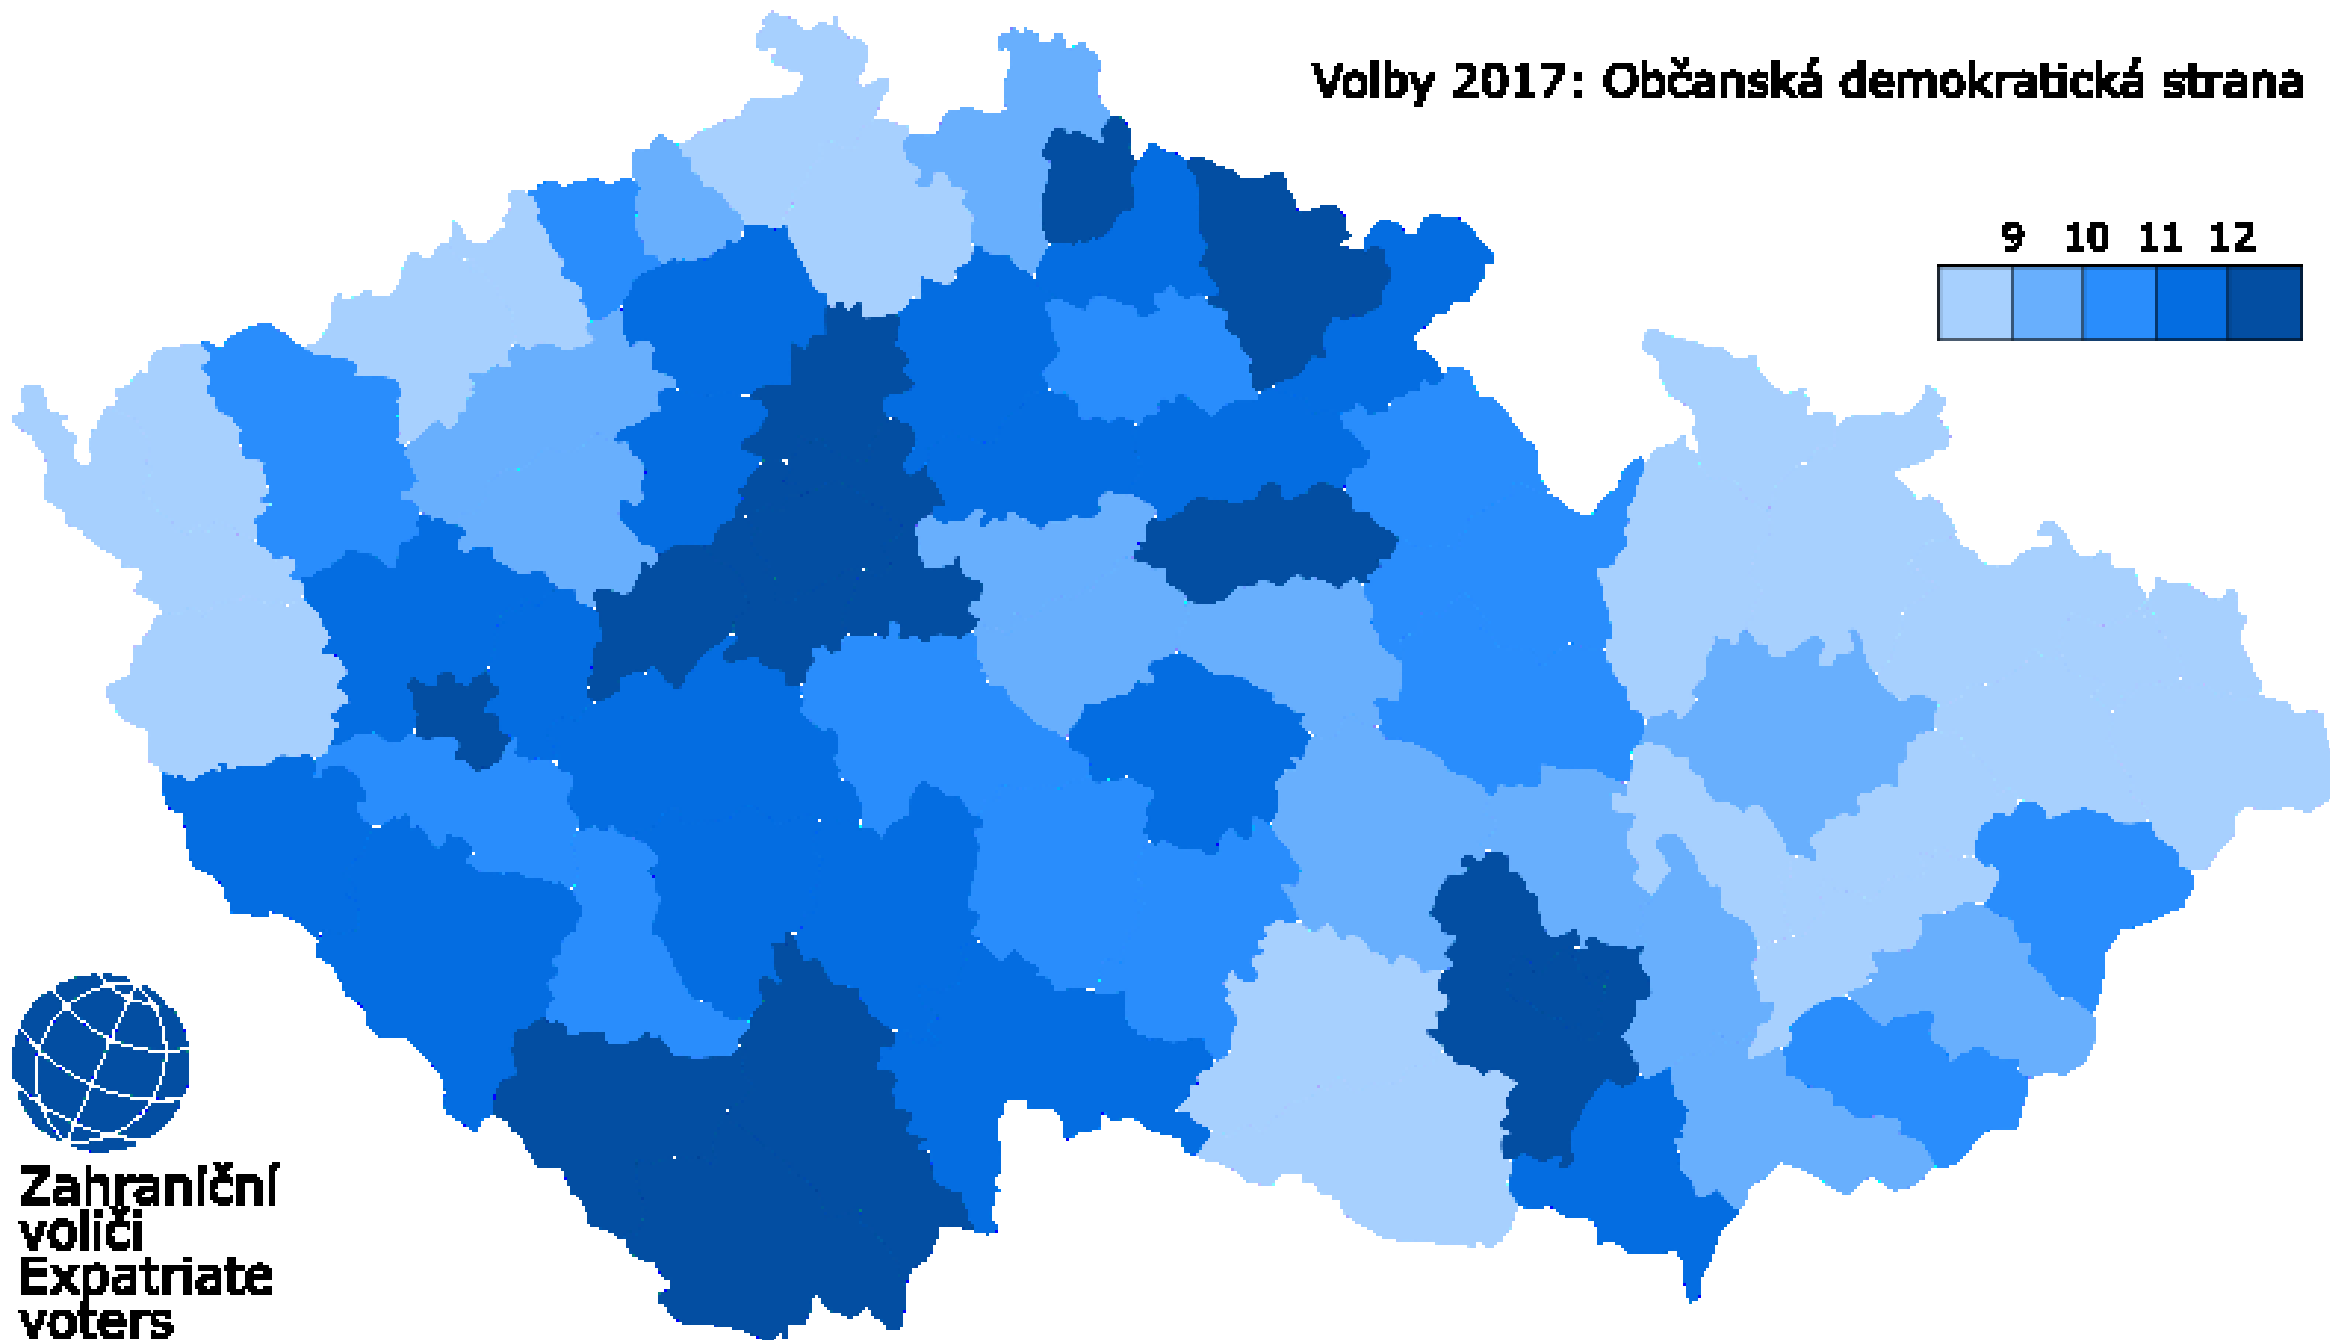 Volby 2017: Občanská demokratická strana
9 10 11 12
Zahraniční
voliči
Expatriate
voters